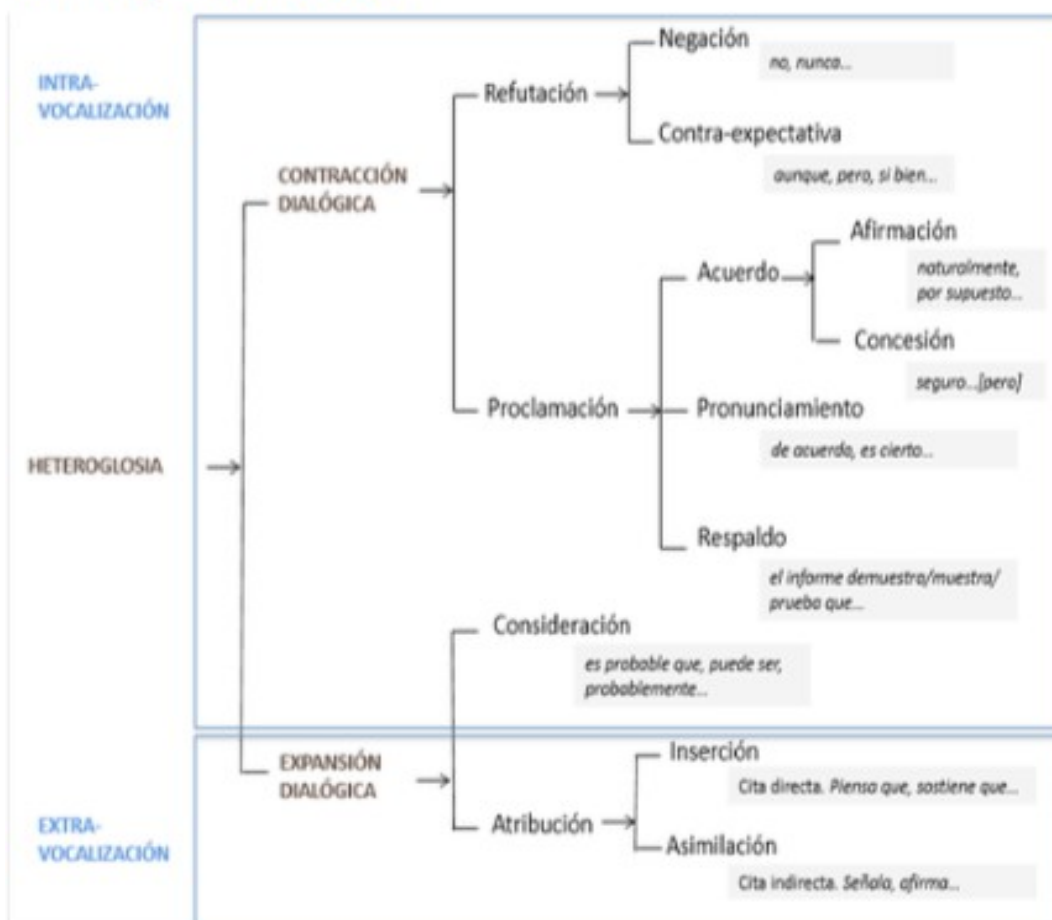 INTRA-
VOCALIZACIÓN
Negación
no, nunca...
Refutación
Contra-expectativa
aunque, pero, si bien...
CONTRACCIÓN
DIALÓGICA
Afirmación
naturalmente,
por supuesto...
Acuerdo
Concesión
seguro...[pero]
Proclamación
Pronunciamiento
de acuerdo, es cierto...
HETEROGLOSIA
Respaldo
el informe demuestra/muestra/
prueba que...
Consideración
es probable que, puede ser,
probablemente...
EXPANSIÓN
DIALÓGICA
Inserción
Cita directa. Piensa que, sostiene que...
Atribución
Asimilación
Cita indirecta. Señala, afirma...
EXTRA-
VOCALIZACIÓN